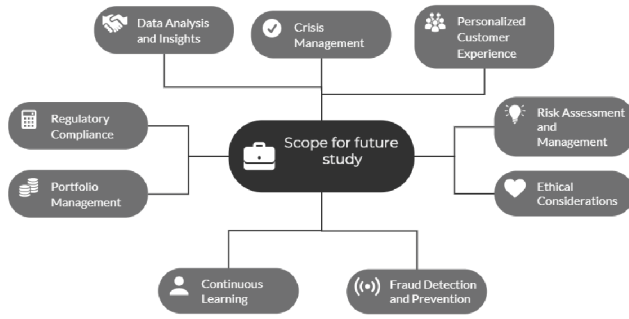 Data Analysis
and Insights
Crisis
Management
Personalized
Customer
Experience
Regulatory
Compliance
Scope for future
study
Risk Assessment
and
Management
Portfolio
Management
Ethical
Considerations
Continuous
Learning
Fraud Detection
and Prevention